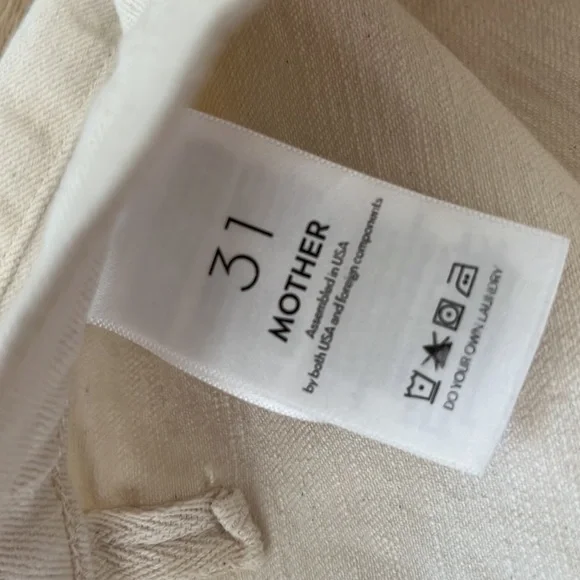 31
MOTHER
Assembled in USA
by both USA and foreign components
DO YOUR OWN LAUNDRY